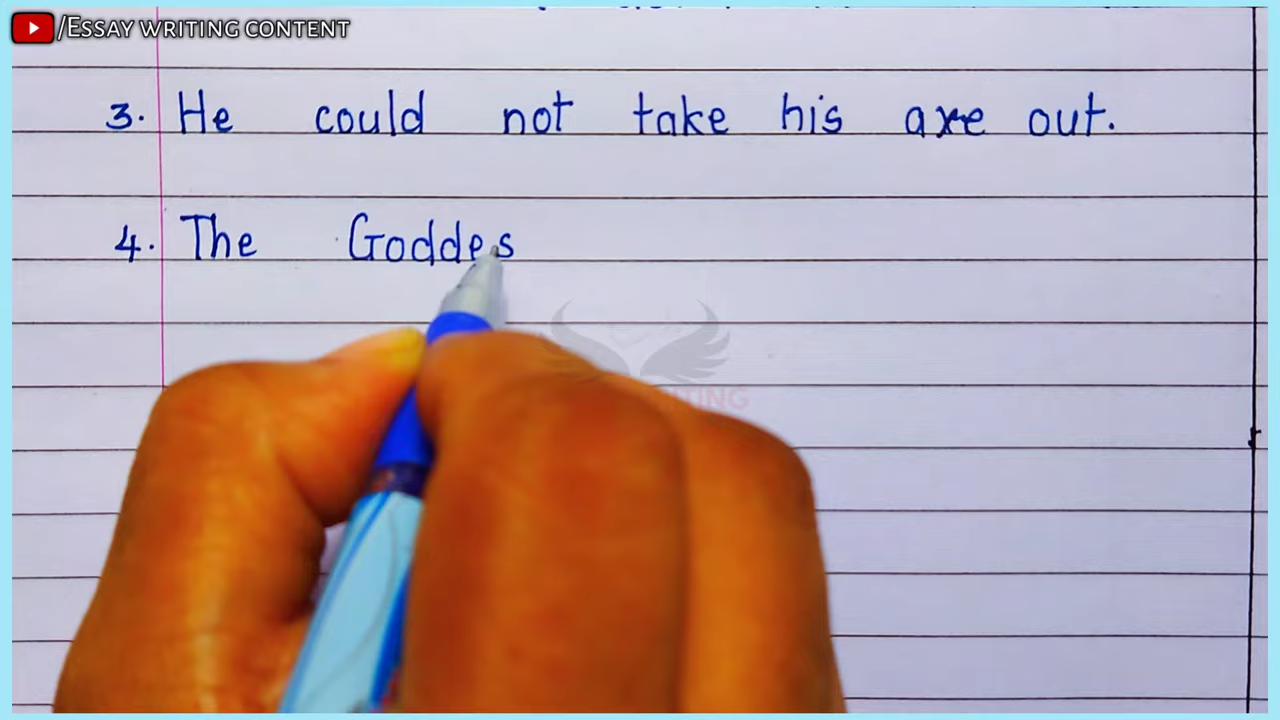 /ESSAY WRITING CONTENT
3. He could not take his axe out.
4. The Goddes